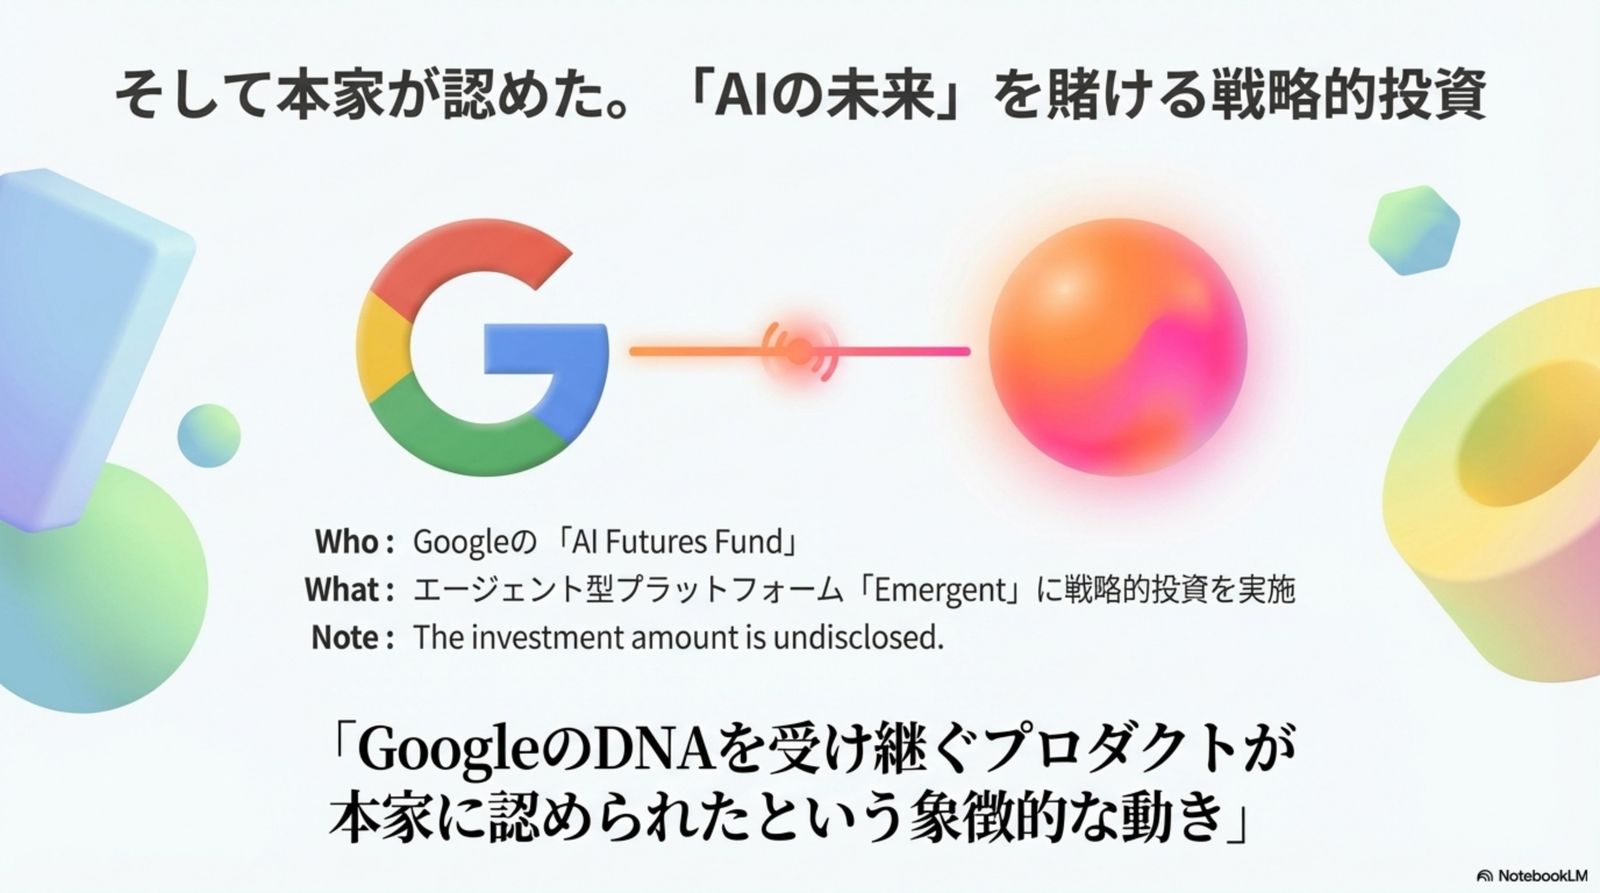 そして本家が認めた。「AIの未来」を賭ける戦略的投資
Who : Googleの「AI Futures Fund」
What : エージェント型プラットフォーム「Emergent」に戦略的投資を実施
Note : The investment amount is undisclosed.
「GoogleのDNAを受け継ぐプロダクトが
本家に認められたという象徴的な動き」
NotebookLM